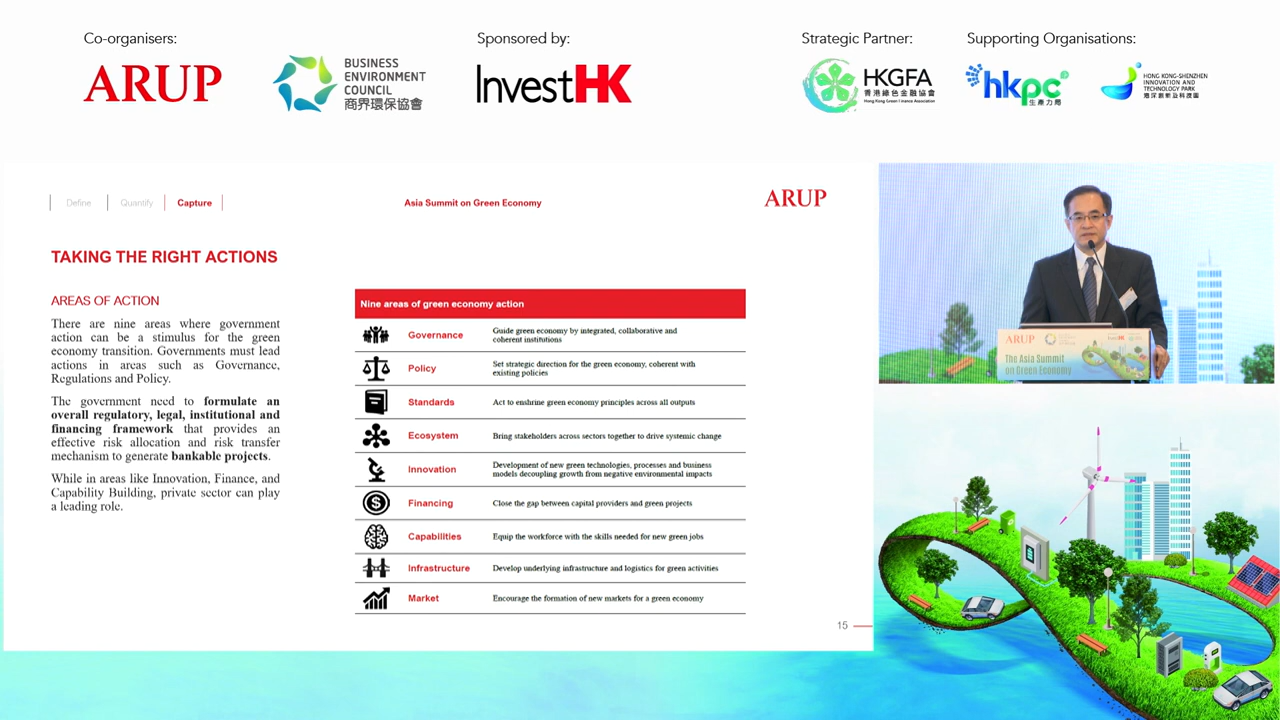 Co-organisers:
Sponsored by:
Strategic Partner:
Supporting Organisations:
ARUP
BUSINESS
ENVIRONMENT
COUNCIL
商界環保協會
InvestHK
HKGFA
香港綠色金融協會
Hong Kong Green Finance Association
hkpc
生產力局
HONG KONG-SHENZHEN
INNOVATION AND
TECHNOLOGY PARK
港深創新及科技園
Define
Quantify
Capture
Asia Summit on Green Economy
ARUP
TAKING THE RIGHT ACTIONS
AREAS OF ACTION
There are nine areas where government
action can be a stimulus for the green
economy transition. Governments must lead
actions in areas such as Governance,
Regulations and Policy.
The government need to formulate an
overall regulatory, legal, institutional and
financing framework that provides an
effective risk allocation and risk transfer
mechanism to generate bankable projects.
While in areas like Innovation, Finance, and
Capability Building, private sector can play
a leading role.
Nine areas of green economy action
Governance
Guide green economy by integrated, collaborative and
coherent institutions
Policy
Set strategic direction for the green economy, coherent with
existing policies
Standards
Act to enshrine green economy principles across all outputs
Ecosystem
Bring stakeholders across sectors together to drive systemic change
Innovation
Development of new green technologies, processes and business
models decoupling growth from negative environmental impacts
Financing
Close the gap between capital providers and green projects
Capabilities
Equip the workforce with the skills needed for new green jobs
Infrastructure
Develop underlying infrastructure and logistics for green activities
Market
Encourage the formation of new markets for a green economy
15
ARUP
InvestHK
The Asia Summit
on Green Economy